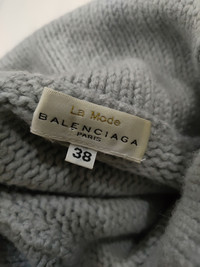 La Mode
BALENCIAGA
PARIS
38